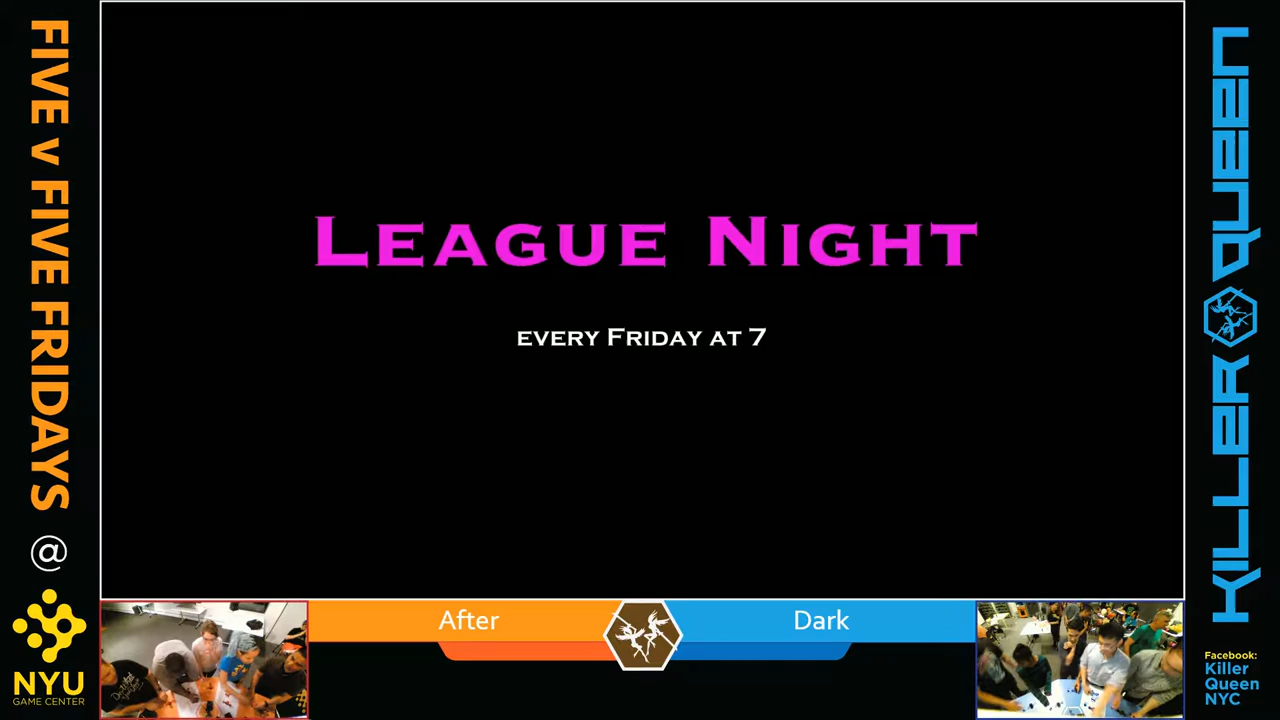 FIVE v FIVE FRIDAYS @
NYU
GAME CENTER
LEAGUE NIGHT
EVERY FRIDAY AT 7
After
Dark
KILLER QUEEN
Facebook:
Killer
Queen
NYC